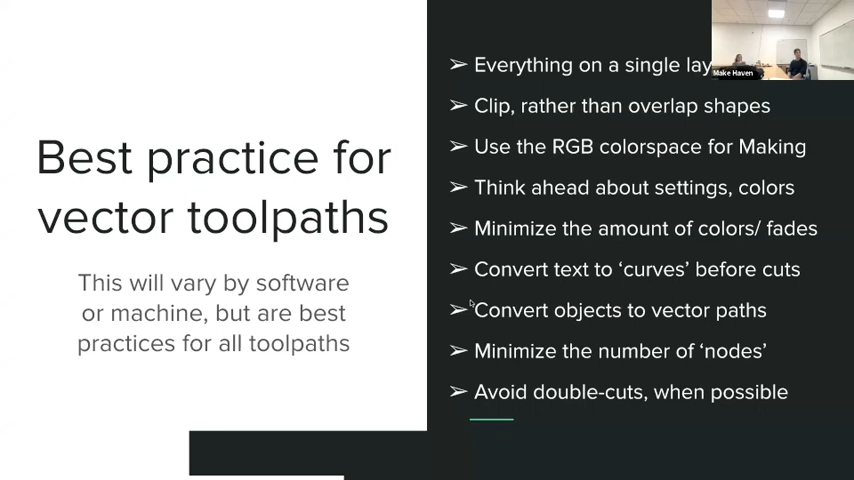 Best practice for
vector toolpaths
This will vary by software
or machine, but are best
practices for all toolpaths
➢ Everything on a single lay
➢ Clip, rather than overlap shapes
➢ Use the RGB colorspace for Making
➢ Think ahead about settings, colors
➢ Minimize the amount of colors/ fades
➢ Convert text to ‘curves’ before cuts
➢ Convert objects to vector paths
➢ Minimize the number of ‘nodes’
➢ Avoid double-cuts, when possible
Make Haven